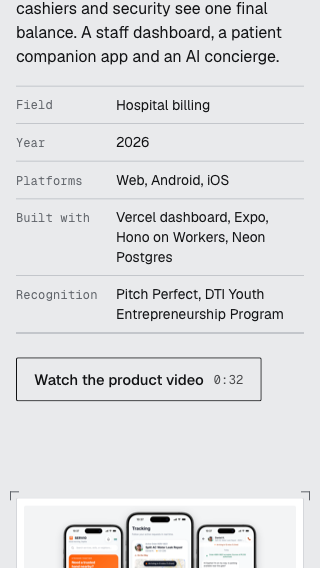 cashiers and security see one final
balance. A staff dashboard, a patient
companion app and an AI concierge.
Field Hospital billing
Year 2026
Platforms Web, Android, iOS
Built with Vercel dashboard, Expo,
Hono on Workers, Neon
Postgres
Recognition Pitch Perfect, DTI Youth
Entrepreneurship Program
Watch the product video 0:32
Tracking